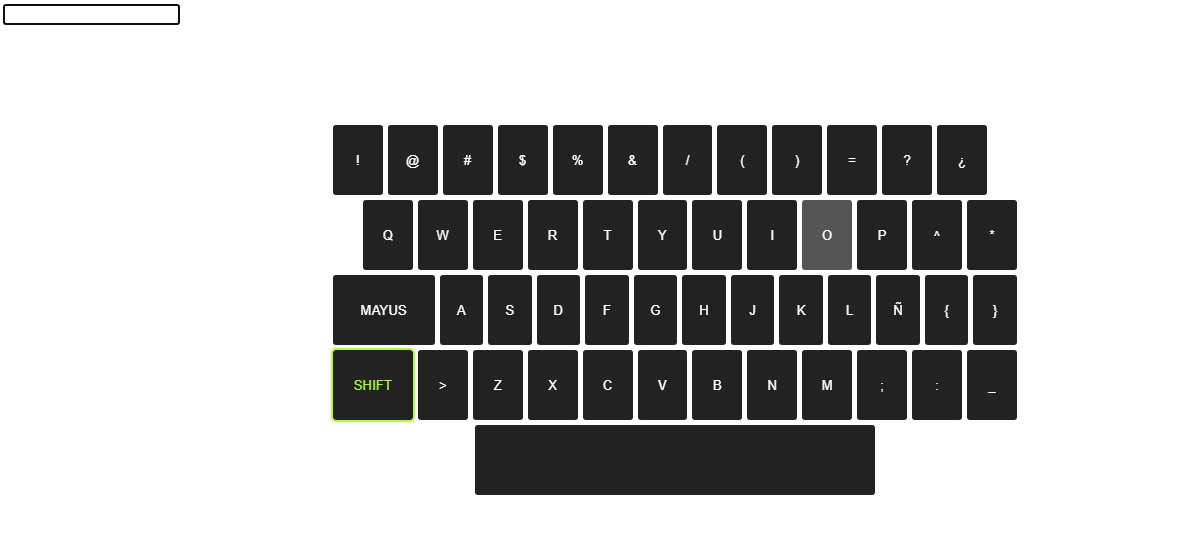 ! @ # $ % & / ( ) = ? ¿
Q W E R T Y U I O P ^ *
MAYUS A S D F G H J K L Ñ { }
SHIFT > Z X C V B N M ; : _